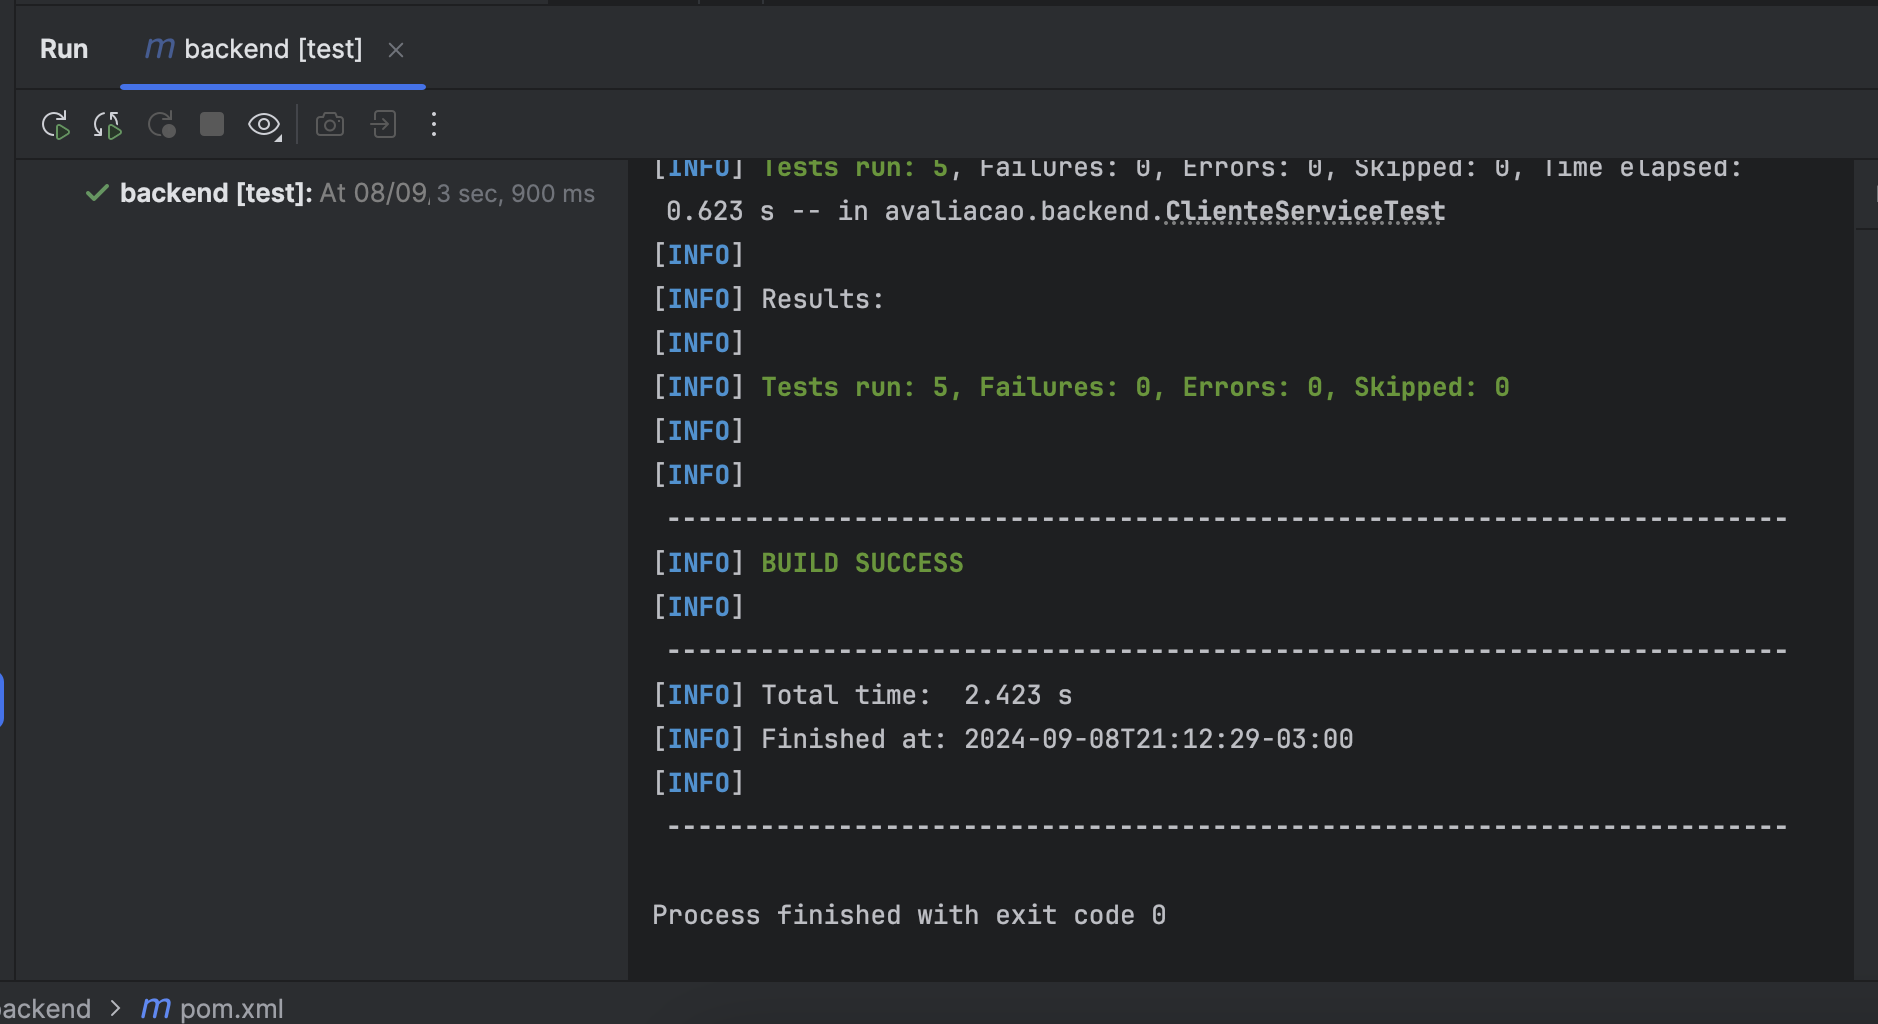 Run m backend [test] ×
backend [test]: At 08/09, 3 sec, 900 ms
[INFO] Tests run: 5, Failures: 0, Errors: 0, Skipped: 0, Time elapsed:
0.623 s -- in avaliacao.backend.ClienteServiceTest
[INFO]
[INFO] Results:
[INFO]
[INFO] Tests run: 5, Failures: 0, Errors: 0, Skipped: 0
[INFO]
[INFO]
------------------------------------------------------------------------
[INFO] BUILD SUCCESS
[INFO]
------------------------------------------------------------------------
[INFO] Total time:  2.423 s
[INFO] Finished at: 2024-09-08T21:12:29-03:00
[INFO]
------------------------------------------------------------------------
Process finished with exit code 0
backend > m pom.xml